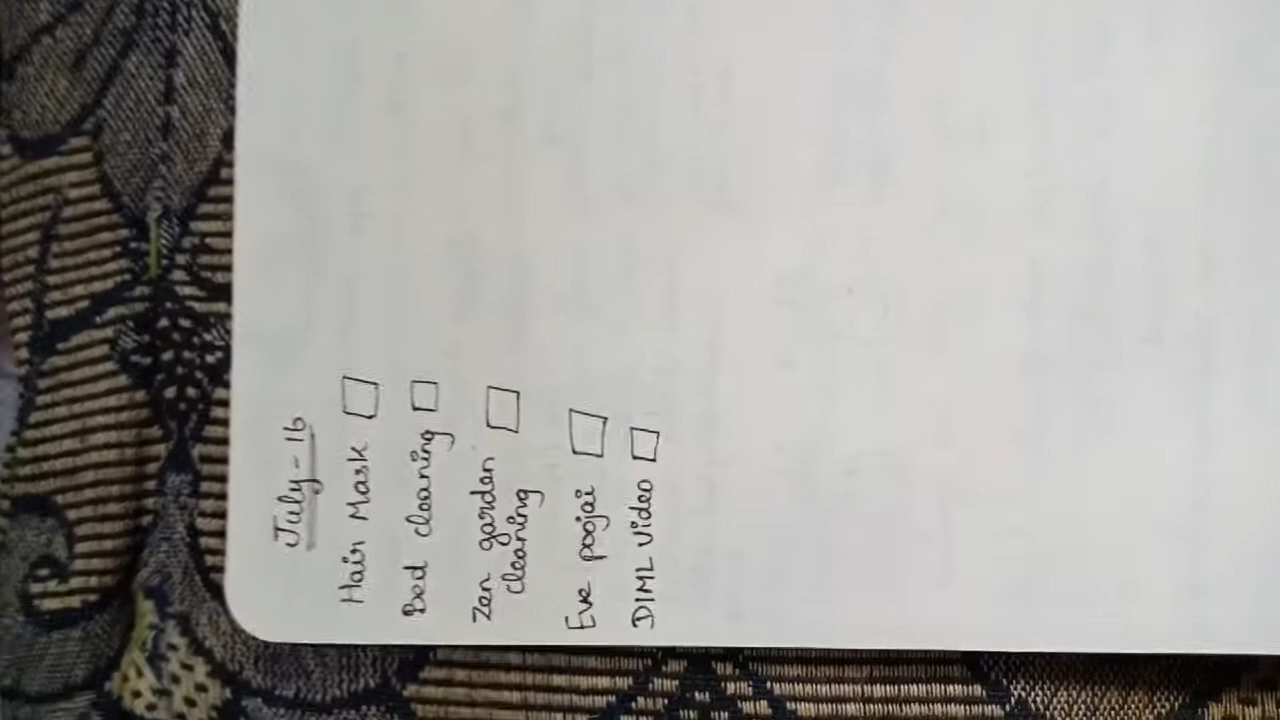 July - 16
Hair Mask
Bed cleaning
Zen garden
cleaning
Eve poojai
DIML Video